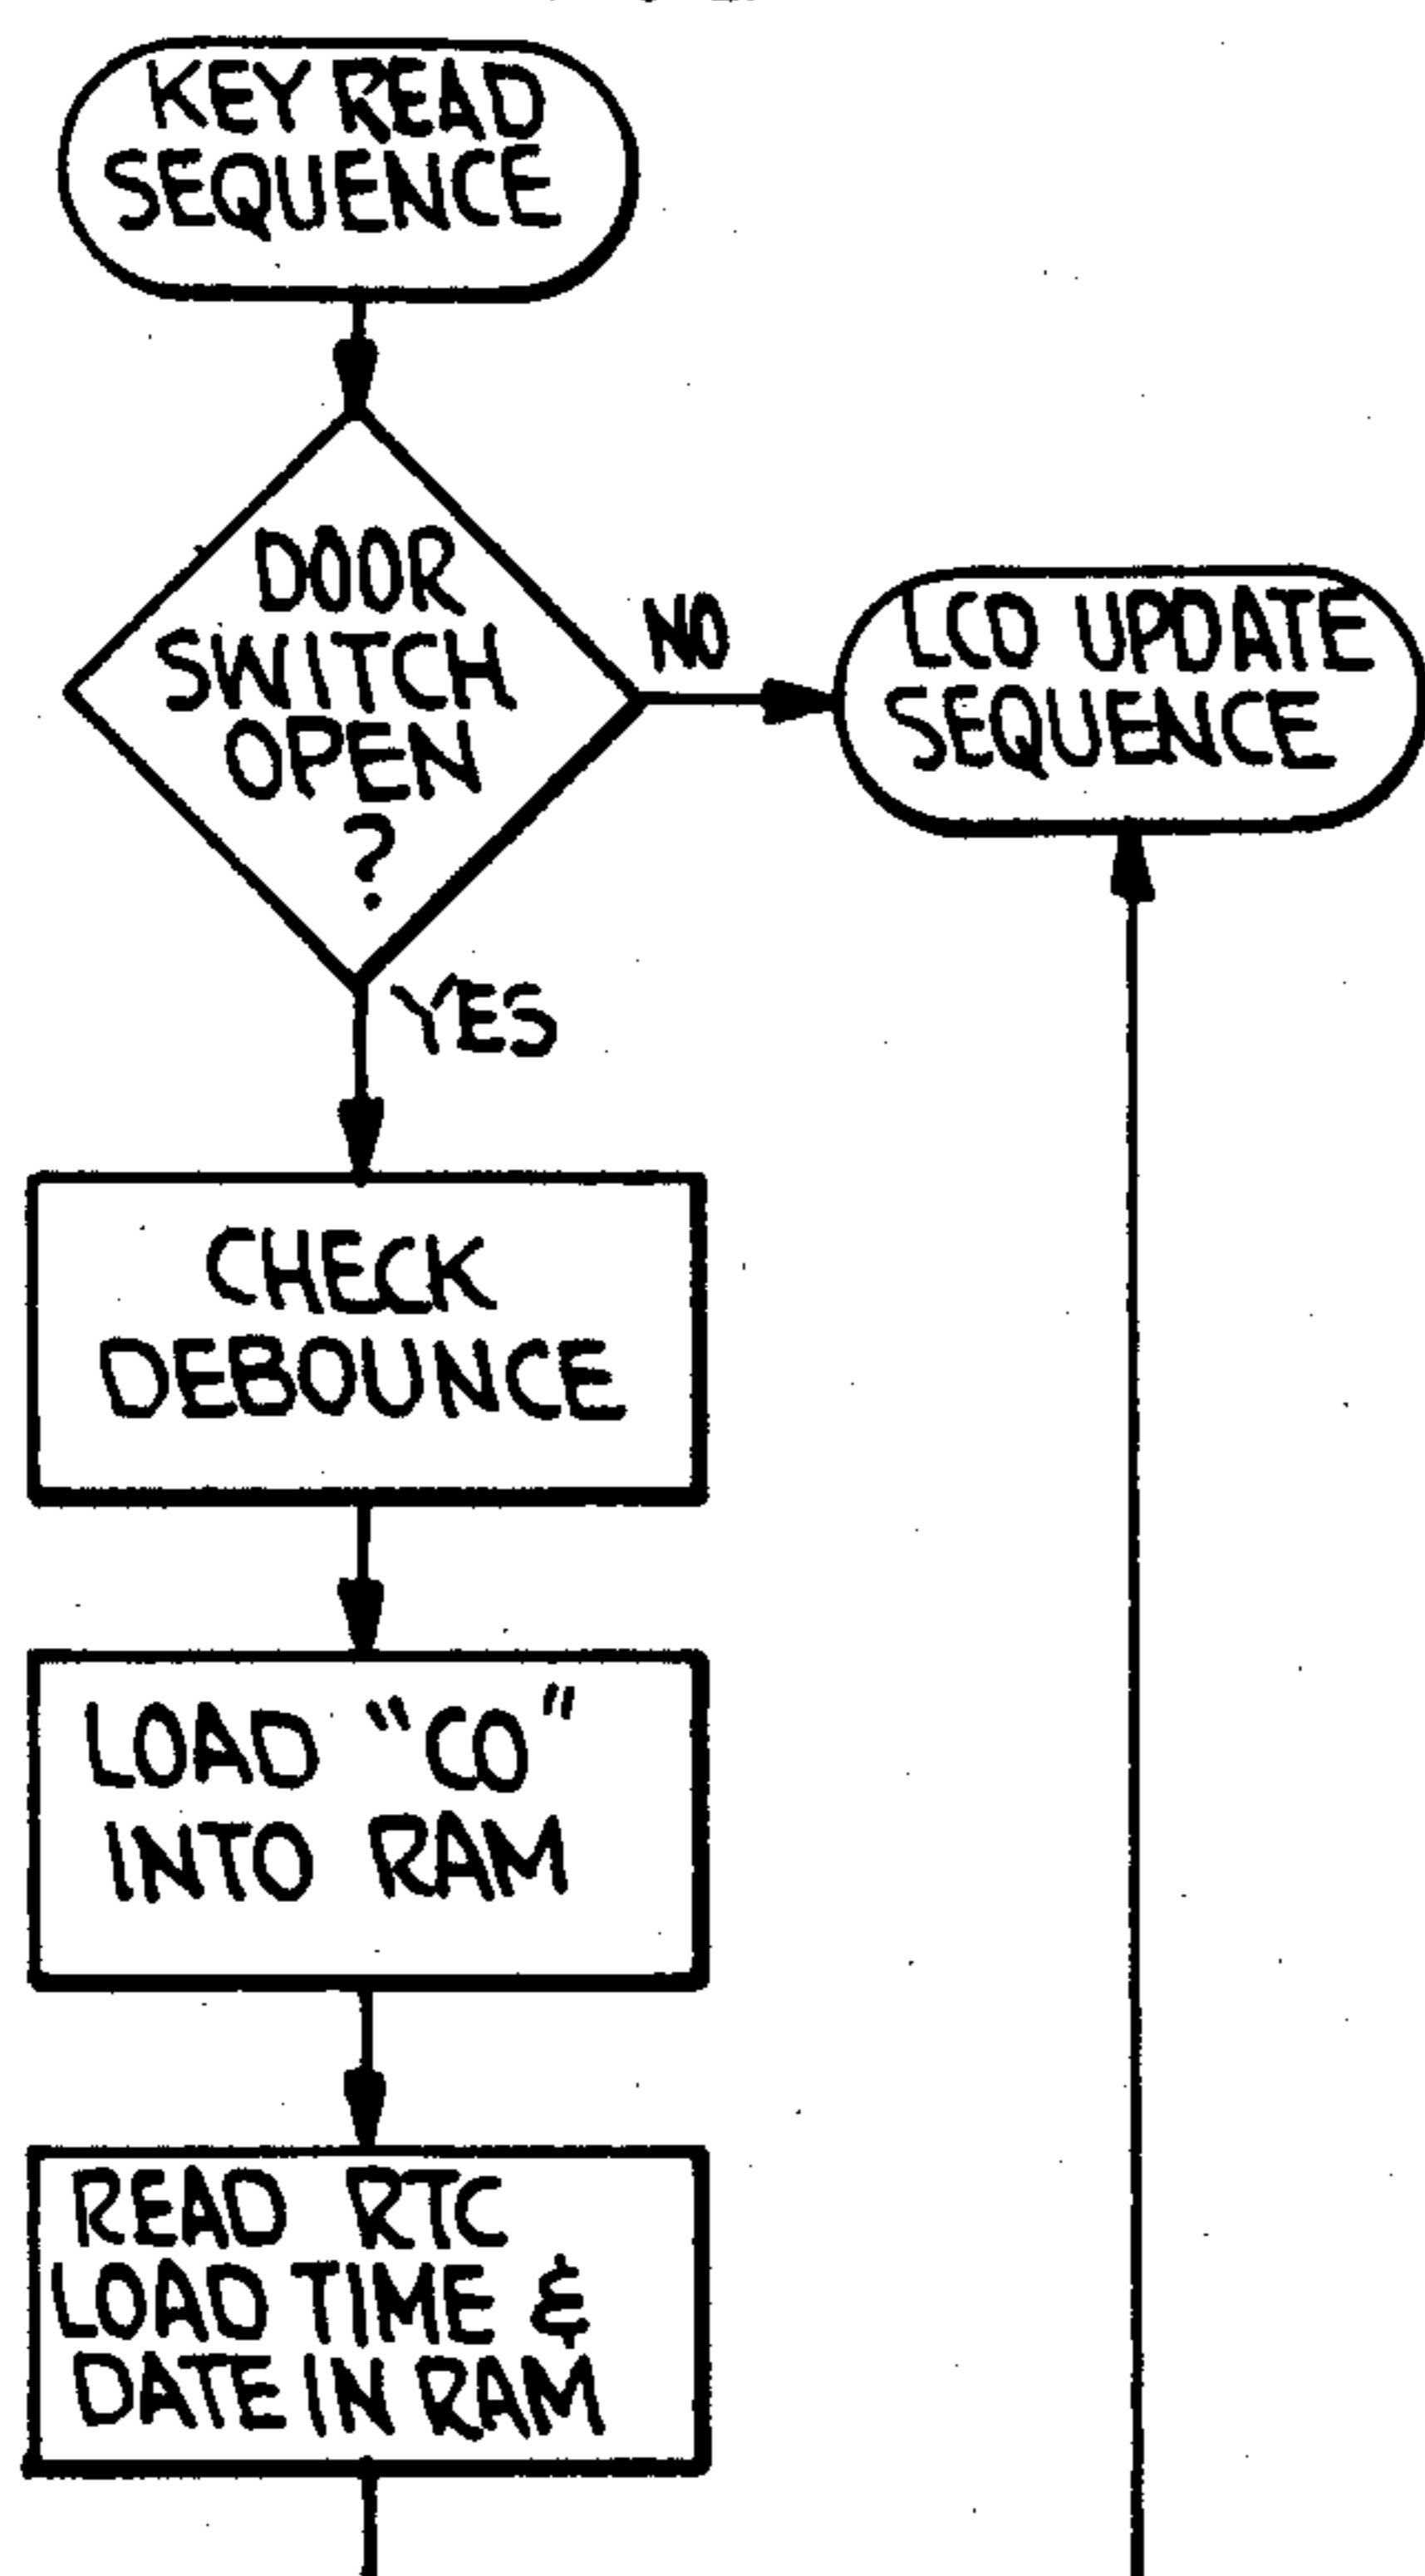 KEY READ
SEQUENCE
DOOR
SWITCH
OPEN
?
NO
LCD UPDATE
SEQUENCE
YES
CHECK
DEBOUNCE
LOAD "CO"
INTO RAM
READ RTC
LOAD TIME &
DATE IN RAM